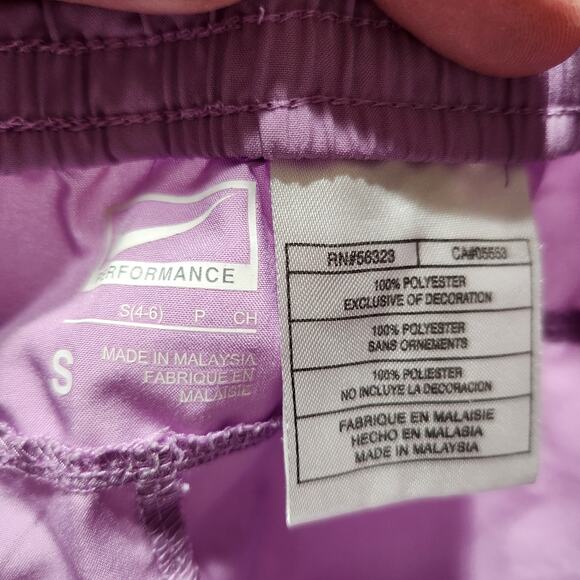 ERFORMANCE
S(4-6) P CH
S
MADE IN MALAYSIA
FABRIQUE EN
MALAISIE
RN#56323 CA#05553
100% POLYESTER
EXCLUSIVE OF DECORATION
100% POLYESTER
SANS ORNEMENTS
100% POLIESTER
NO INCLUYE LA DECORACION
FABRIQUE EN MALAISIE
HECHO EN MALASIA
MADE IN MALAYSIA